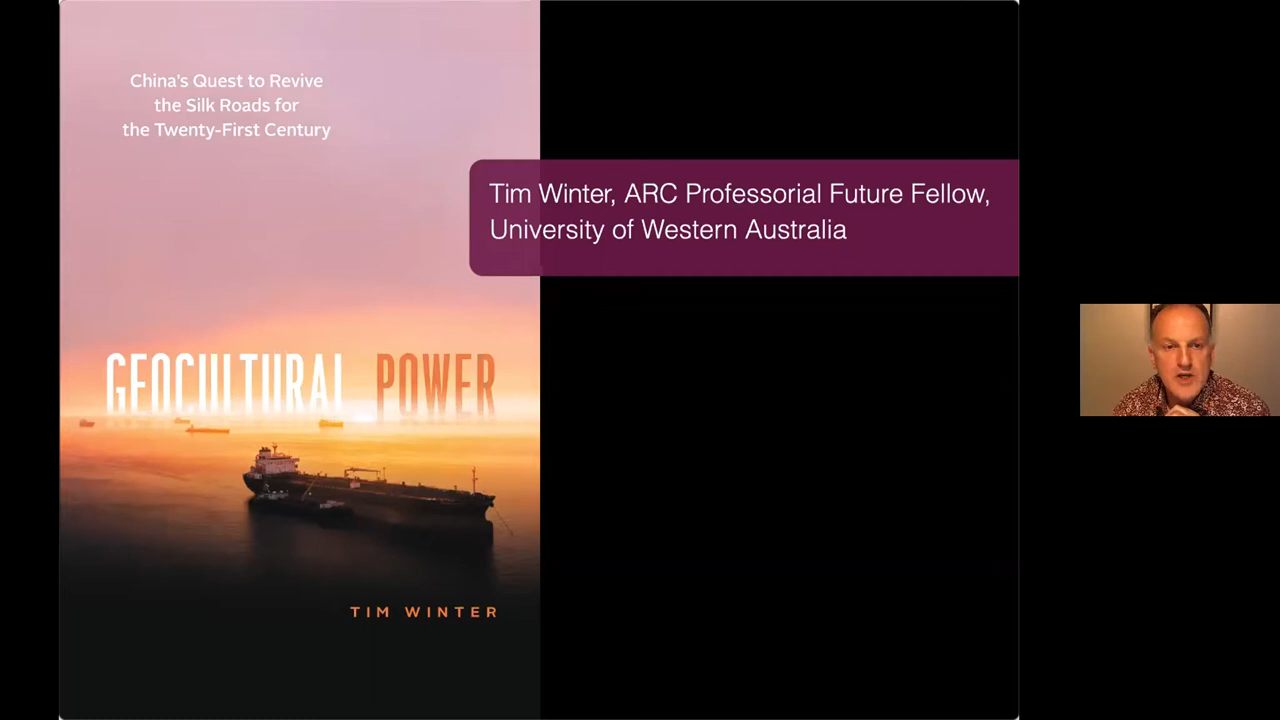 China's Quest to Revive
the Silk Roads for
the Twenty-First Century
Tim Winter, ARC Professorial Future Fellow,
University of Western Australia
GEOCULTURAL POWER
TIM WINTER